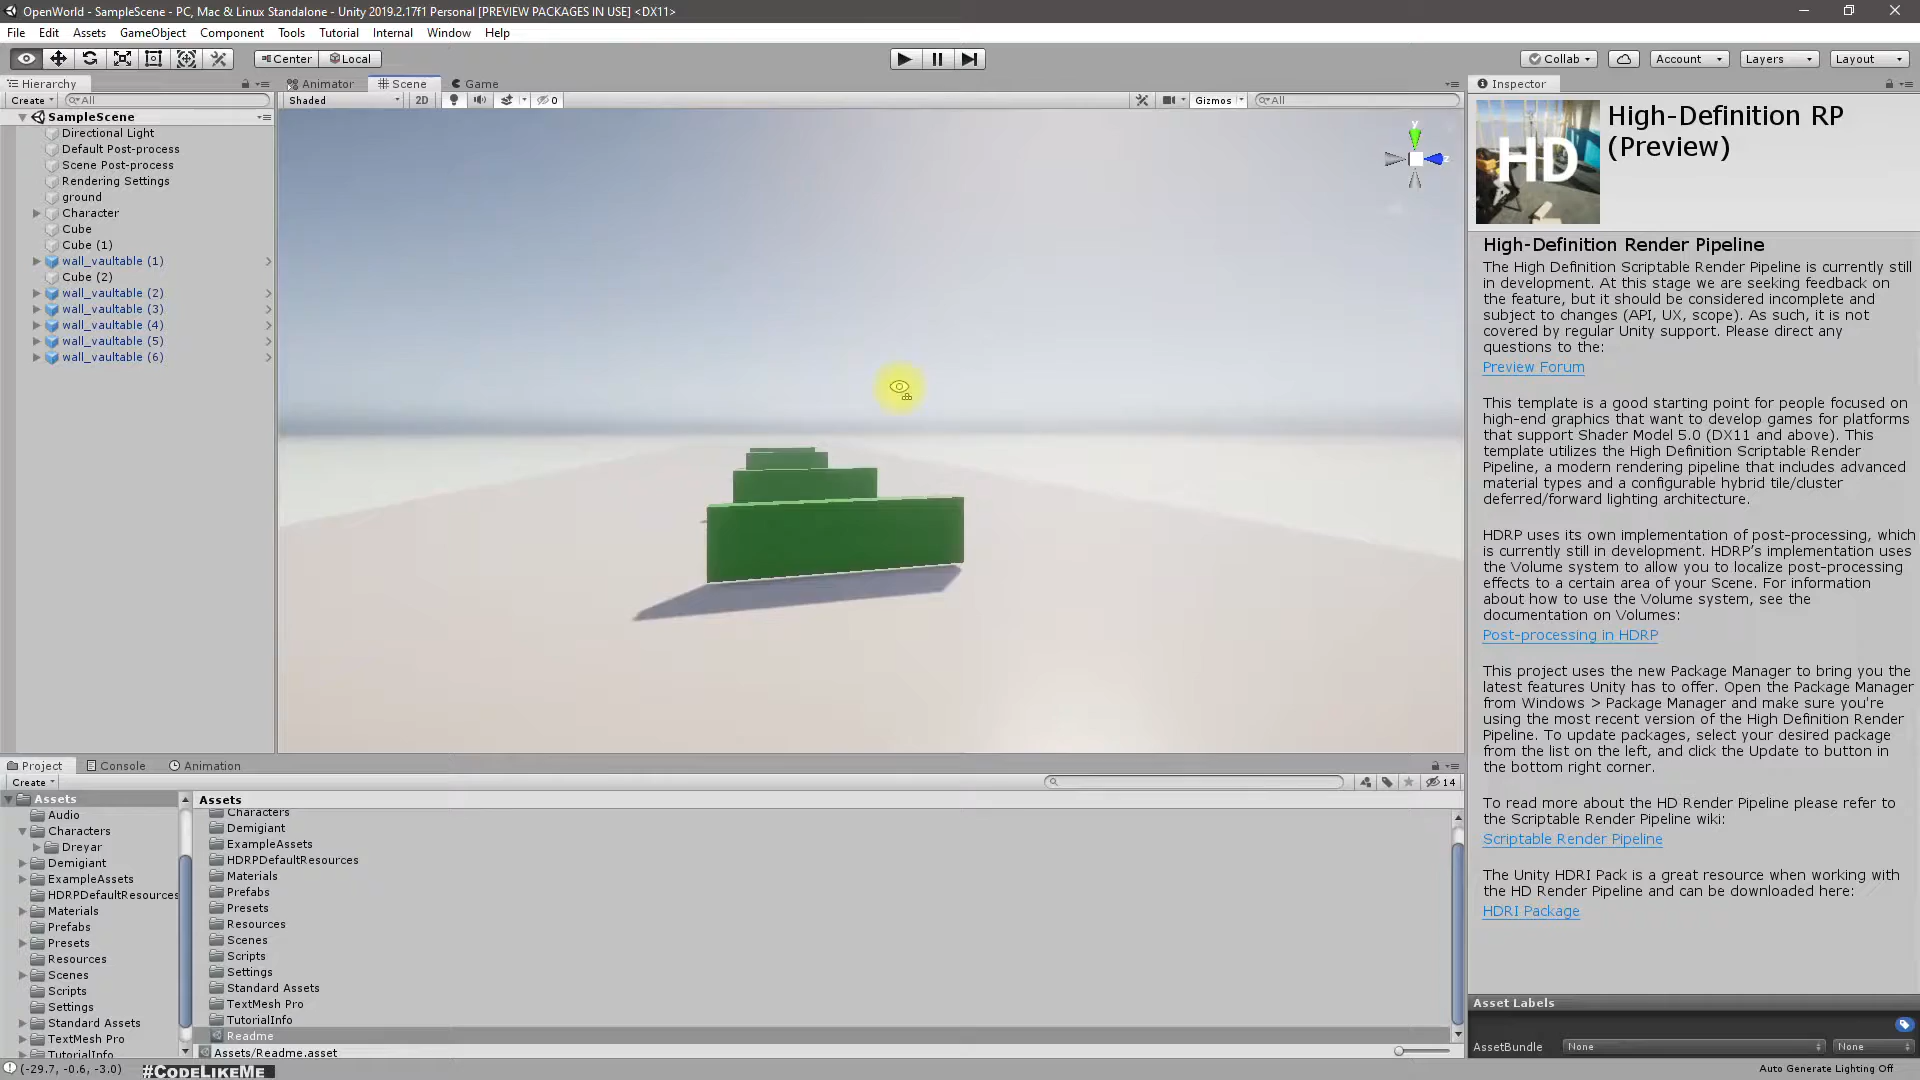 OpenWorld - SampleScene - PC, Mac & Linux Standalone - Unity 2019.2.17f1 Personal [PREVIEW PACKAGES IN USE] <DX11>
File Edit Assets GameObject Component Tools Tutorial Internal Window Help
Center Local Collab Account Layers Layout
Hierarchy Animator Scene Game Inspector
Create All Shaded 2D 0 Gizmos All
SampleScene
Directional Light
Default Post-process
Scene Post-process
Rendering Settings
ground
Character
Cube
Cube (1)
wall_vaultable (1)
Cube (2)
wall_vaultable (2)
wall_vaultable (3)
wall_vaultable (4)
wall_vaultable (5)
wall_vaultable (6)
y
z
HD
High-Definition RP
(Preview)
High-Definition Render Pipeline
The High Definition Scriptable Render Pipeline is currently still
in development. At this stage we are seeking feedback on
the feature, but it should be considered incomplete and
subject to changes (API, UX, scope). As such, it is not
covered by regular Unity support. Please direct any
questions to the:
Preview Forum
This template is a good starting point for people focused on
high-end graphics that want to develop games for platforms
that support Shader Model 5.0 (DX11 and above). This
template utilizes the High Definition Scriptable Render
Pipeline, a modern rendering pipeline that includes advanced
material types and a configurable hybrid tile/cluster
deferred/forward lighting architecture.
HDRP uses its own implementation of post-processing, which
is currently still in development. HDRP's implementation uses
the Volume system to allow you to localize post-processing
effects to a certain area of your Scene. For information
about how to use the Volume system, see the
documentation on Volumes:
Post-processing in HDRP
This project uses the new Package Manager to bring you the
latest features Unity has to offer. Open the Package Manager
from Windows > Package Manager and make sure you're
using the most recent version of the High Definition Render
Pipeline. To update packages, select your desired package
from the list on the left, and click the Update to button in
the bottom right corner.
To read more about the HD Render Pipeline please refer to
the Scriptable Render Pipeline wiki:
Scriptable Render Pipeline
The Unity HDRI Pack is a great resource when working with
the HD Render Pipeline and can be downloaded here:
HDRI Package
Asset Labels
AssetBundle None None
Auto Generate Lighting Off
Project Console Animation
Create 14
Assets
Audio
Characters
Dreyar
Demigiant
ExampleAssets
HDRPDefaultResources
Materials
Prefabs
Presets
Resources
Scenes
Scripts
Settings
Standard Assets
TextMesh Pro
TutorialInfo
Assets
Characters
Demigiant
ExampleAssets
HDRPDefaultResources
Materials
Prefabs
Presets
Resources
Scenes
Scripts
Settings
Standard Assets
TextMesh Pro
TutorialInfo
Readme
Assets/Readme.asset
(-29.7, -0.6, -3.0) #CODELIKEME